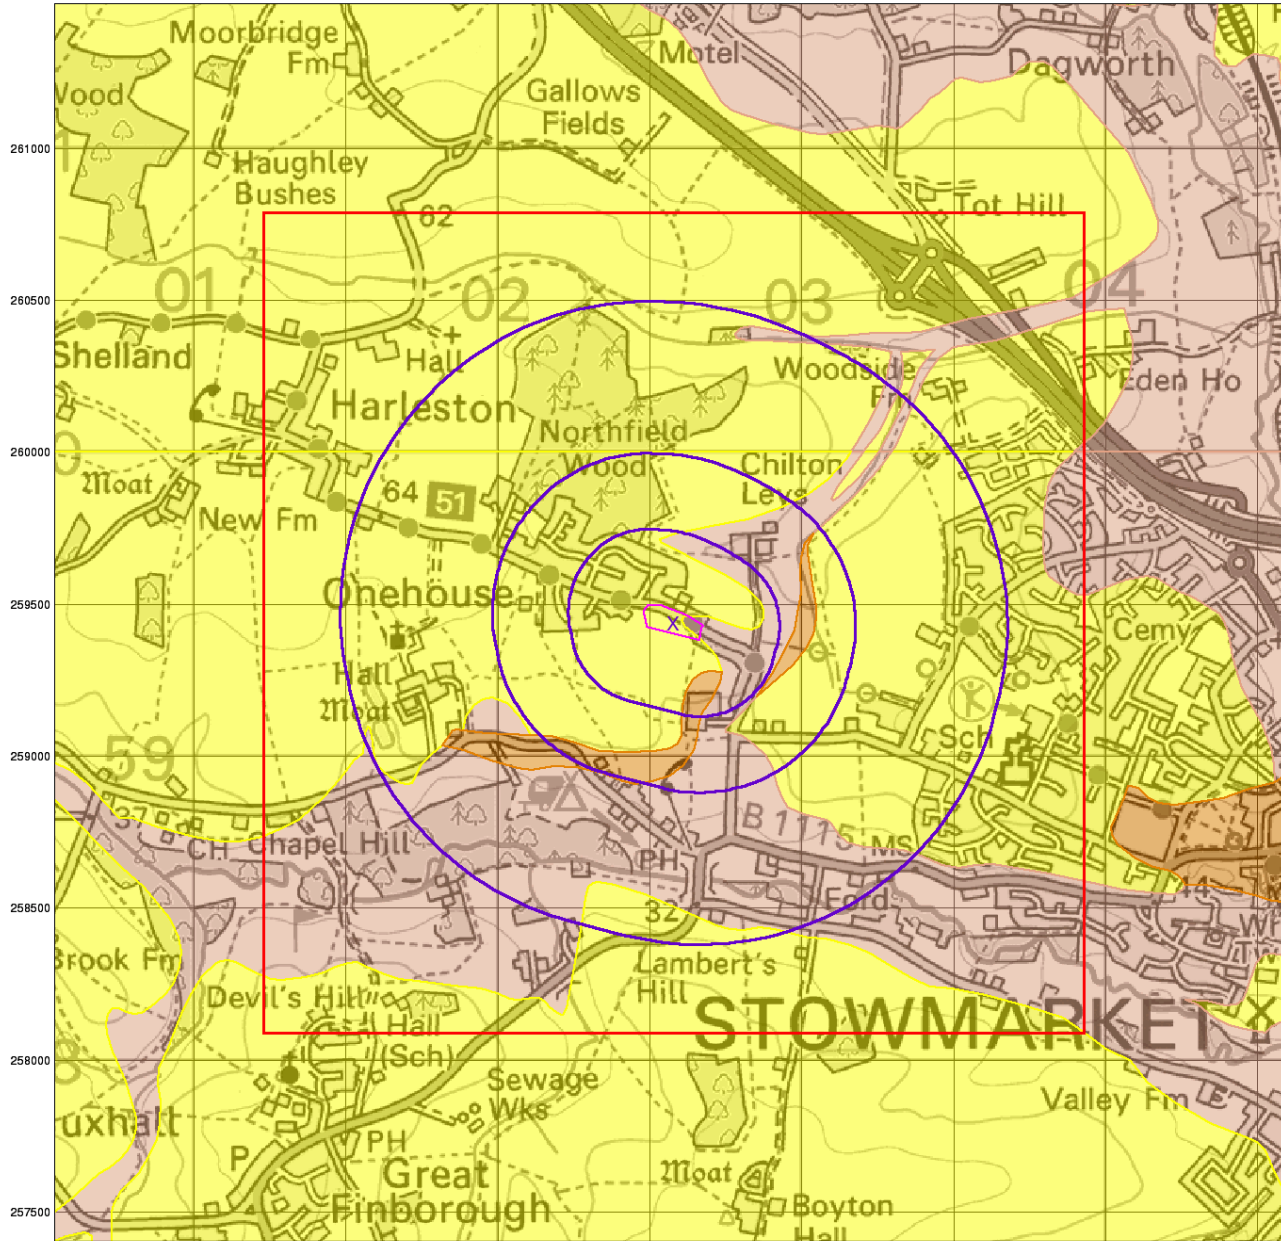 Moorbridge
Fm
Motel
Dagworth
Wood
Gallows
Fields
261000
Haughley
Bushes
62
Tot Hill
01
02
03
04
260500
Shelland
Hall
Woodside
Fm
Eden Ho
Harleston
Northfield
Wood
260000
Chilton
Leys
Moat
64
51
New Fm
Onehouse
259500
Cemy
Hall
Moat
Sch
59
259000
37
CH
Chapel Hill
B 1115
MS
PH
Ford
32
258500
Brook Fm
Lambert's
Hill
Devil's Hill
Hall
(Sch)
STOWMARKET
258000
Sewage
Wks
Valley Fm
uxhall
P
PH
Great
Finborough
Moat
Boyton
Hall
257500